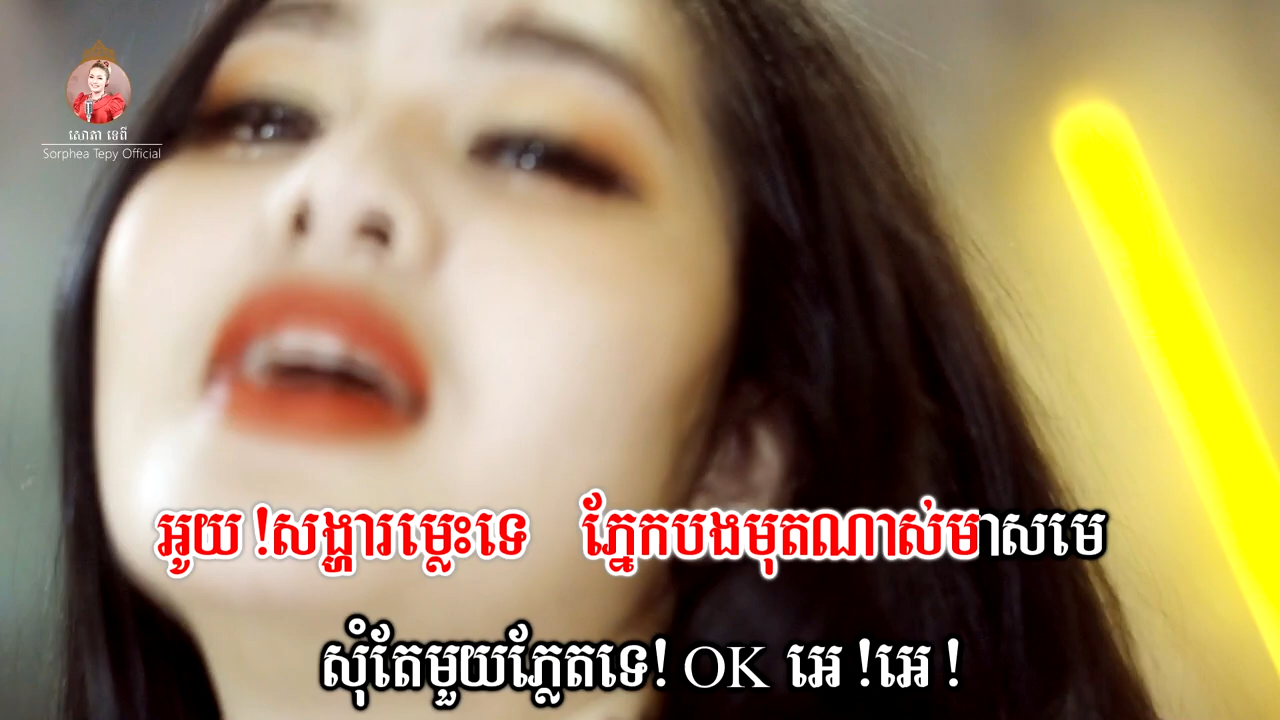 សោភា ទេពី
Sorphea Tepy Official
អូយ !សង្ហារម្លេះទេ ភ្នែកបងមុតណាស់មាសមេ
សុំតែមួយភ្លែតទេ! OK អេ !អេ !